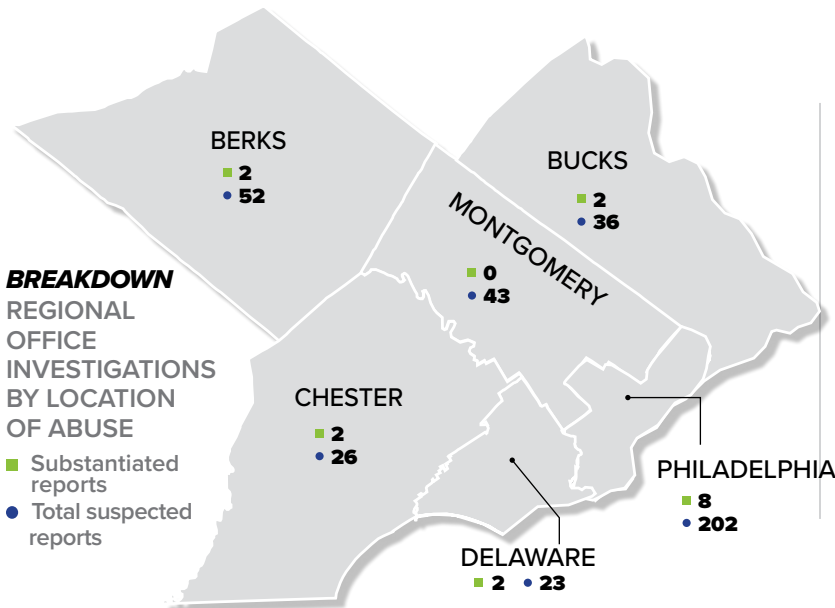 BERKS
2
52
BUCKS
2
36
MONTGOMERY
0
43
BREAKDOWN
REGIONAL
OFFICE
INVESTIGATIONS
BY LOCATION
OF ABUSE
Substantiated
reports
Total suspected
reports
CHESTER
2
26
PHILADELPHIA
8
202
DELAWARE
2 23